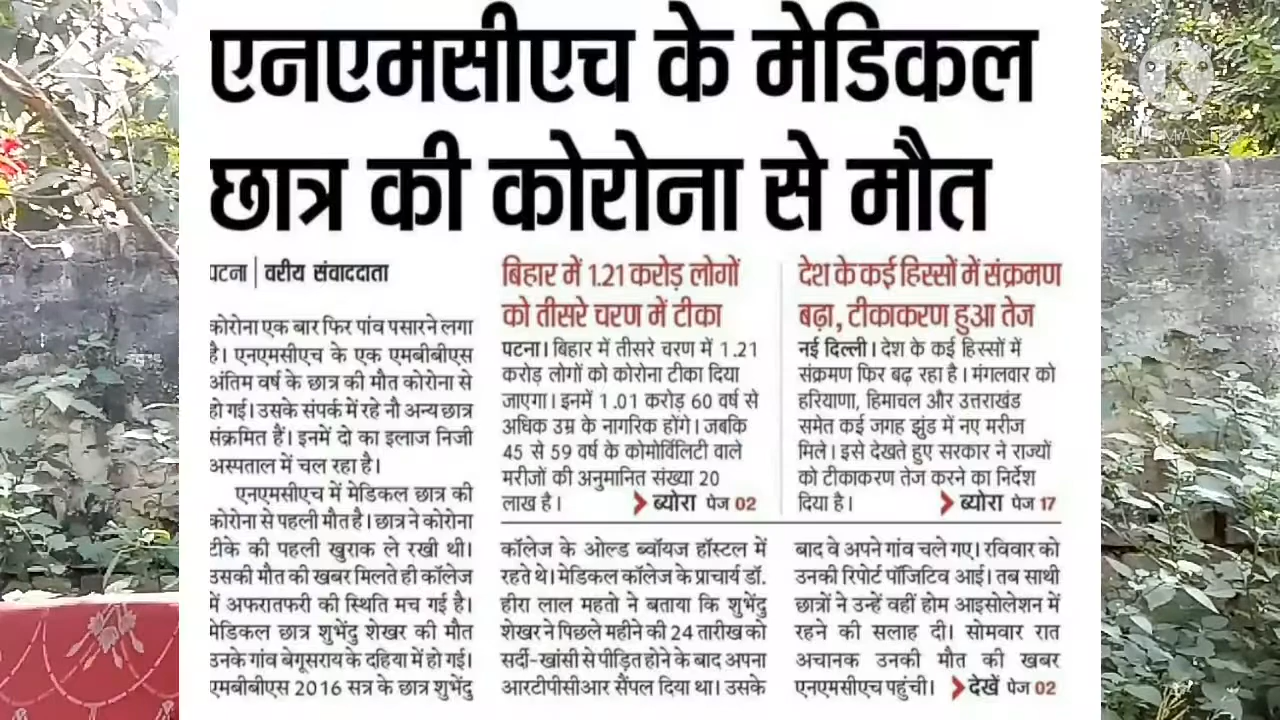 एनएमसीएच के मेडिकल
छात्र की कोरोना से मौत
पटना | वरीय संवाददाता
कोरोना एक बार फिर पांव पसारने लगा
है। एनएमसीएच के एक एमबीबीएस
अंतिम वर्ष के छात्र की मौत कोरोना से
हो गई। उसके संपर्क में रहे नौ अन्य छात्र
संक्रमित हैं। इनमें दो का इलाज निजी
अस्पताल में चल रहा है।
एनएमसीएच में मेडिकल छात्र की
कोरोना से पहली मौत है। छात्र ने कोरोना
टीके की पहली खुराक ले रखी थी।
उसकी मौत की खबर मिलते ही कॉलेज
में अफरातफरी की स्थिति मच गई है।
मेडिकल छात्र शुभेंदु शेखर की मौत
उनके गांव बेगूसराय के दहिया में हो गई।
एमबीबीएस 2016 सत्र के छात्र शुभेंदु
बिहार में 1.21 करोड़ लोगों
को तीसरे चरण में टीका
पटना। बिहार में तीसरे चरण में 1.21
करोड़ लोगों को कोरोना टीका दिया
जाएगा। इनमें 1.01 करोड़ 60 वर्ष से
अधिक उम्र के नागरिक होंगे। जबकि
45 से 59 वर्ष के कोमोर्विलिटी वाले
मरीजों की अनुमानित संख्या 20
लाख है। ब्योरा पेज 02
देश के कई हिस्सों में संक्रमण
बढ़ा, टीकाकरण हुआ तेज
नई दिल्ली। देश के कई हिस्सों में
संक्रमण फिर बढ़ रहा है। मंगलवार को
हरियाणा, हिमाचल और उत्तराखंड
समेत कई जगह झुंड में नए मरीज
मिले। इसे देखते हुए सरकार ने राज्यों
को टीकाकरण तेज करने का निर्देश
दिया है। ब्योरा पेज 17
कॉलेज के ओल्ड ब्वॉयज हॉस्टल में
रहते थे। मेडिकल कॉलेज के प्राचार्य डॉ.
हीरा लाल महतो ने बताया कि शुभेंदु
शेखर ने पिछले महीने की 24 तारीख को
सर्दी-खांसी से पीड़ित होने के बाद अपना
आरटीपीसीआर सैंपल दिया था। उसके
बाद वे अपने गांव चले गए। रविवार को
उनकी रिपोर्ट पॉजिटिव आई। तब साथी
छात्रों ने उन्हें वहीं होम आइसोलेशन में
रहने की सलाह दी। सोमवार रात
अचानक उनकी मौत की खबर
एनएमसीएच पहुंची। देखें पेज 02
KINEMASTER